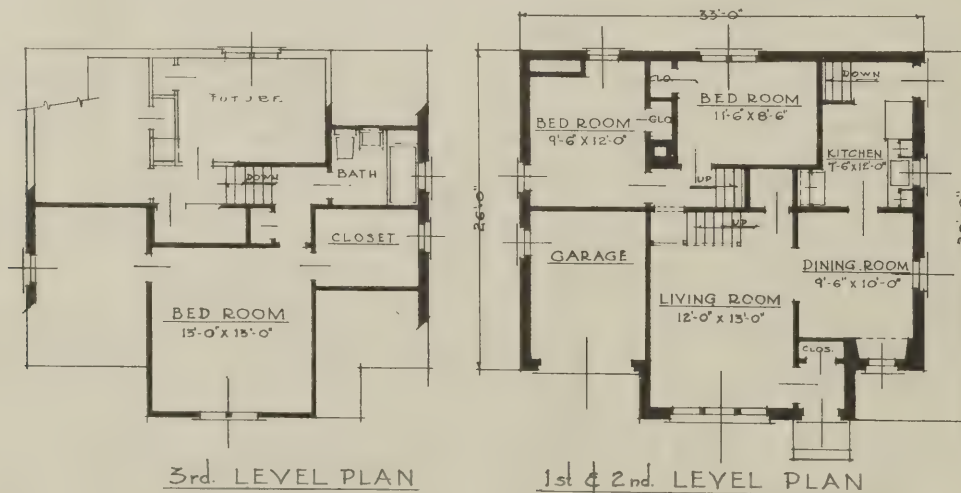 FUTURE.
DOWN
BATH
CLOSET
BED ROOM
13'-0" X 13'-0"
3rd. LEVEL PLAN
33'-0"
26'-0"
CLO.
CLO.
DOWN
BED ROOM
11'-6" X 8'-6"
BED ROOM
9'-6" X 12'-0"
KITCHEN
7'-6" X 12'-0"
UP
UP
GARAGE
DINING ROOM
9'-6" X 10'-0"
LIVING ROOM
12'-0" X 13'-0"
CLOS.
1st & 2nd. LEVEL PLAN